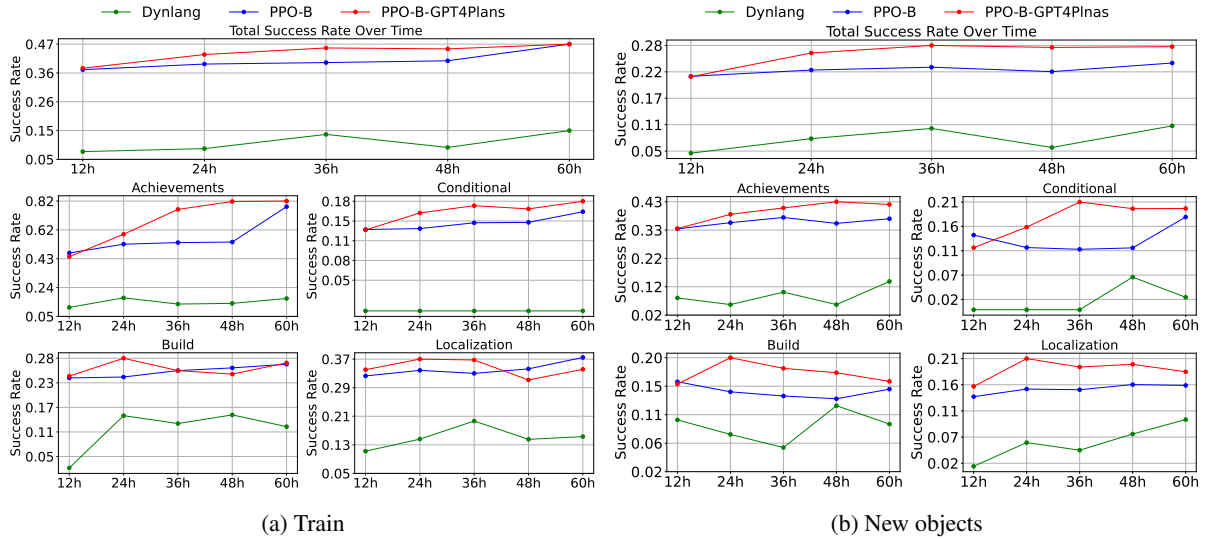 Dynlang PPO-B PPO-B-GPT4Plans
Total Success Rate Over Time
Success Rate
0.47
0.36
0.26
0.15
0.05
12h 24h 36h 48h 60h
Achievements
Success Rate
0.82
0.62
0.43
0.24
0.05
12h 24h 36h 48h 60h
Conditional
Success Rate
0.18
0.15
0.11
0.08
0.05
12h 24h 36h 48h 60h
Build
Success Rate
0.28
0.23
0.17
0.11
0.05
12h 24h 36h 48h 60h
Localization
Success Rate
0.37
0.29
0.21
0.13
0.05
12h 24h 36h 48h 60h
(a) Train
Dynlang PPO-B PPO-B-GPT4Plnas
Total Success Rate Over Time
Success Rate
0.28
0.22
0.17
0.11
0.05
12h 24h 36h 48h 60h
Achievements
Success Rate
0.43
0.33
0.22
0.12
0.02
12h 24h 36h 48h 60h
Conditional
Success Rate
0.21
0.16
0.11
0.07
0.02
12h 24h 36h 48h 60h
Build
Success Rate
0.20
0.15
0.11
0.06
0.02
12h 24h 36h 48h 60h
Localization
Success Rate
0.21
0.16
0.11
0.07
0.02
12h 24h 36h 48h 60h
(b) New objects